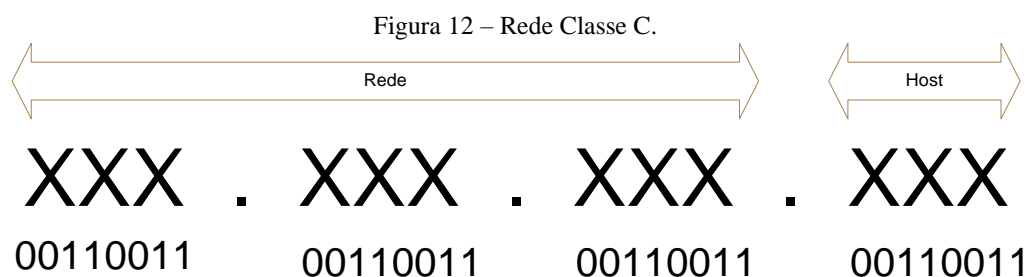 Figura 12 – Rede Classe C.
Rede Host
XXX . XXX . XXX . XXX
00110011 00110011 00110011 00110011